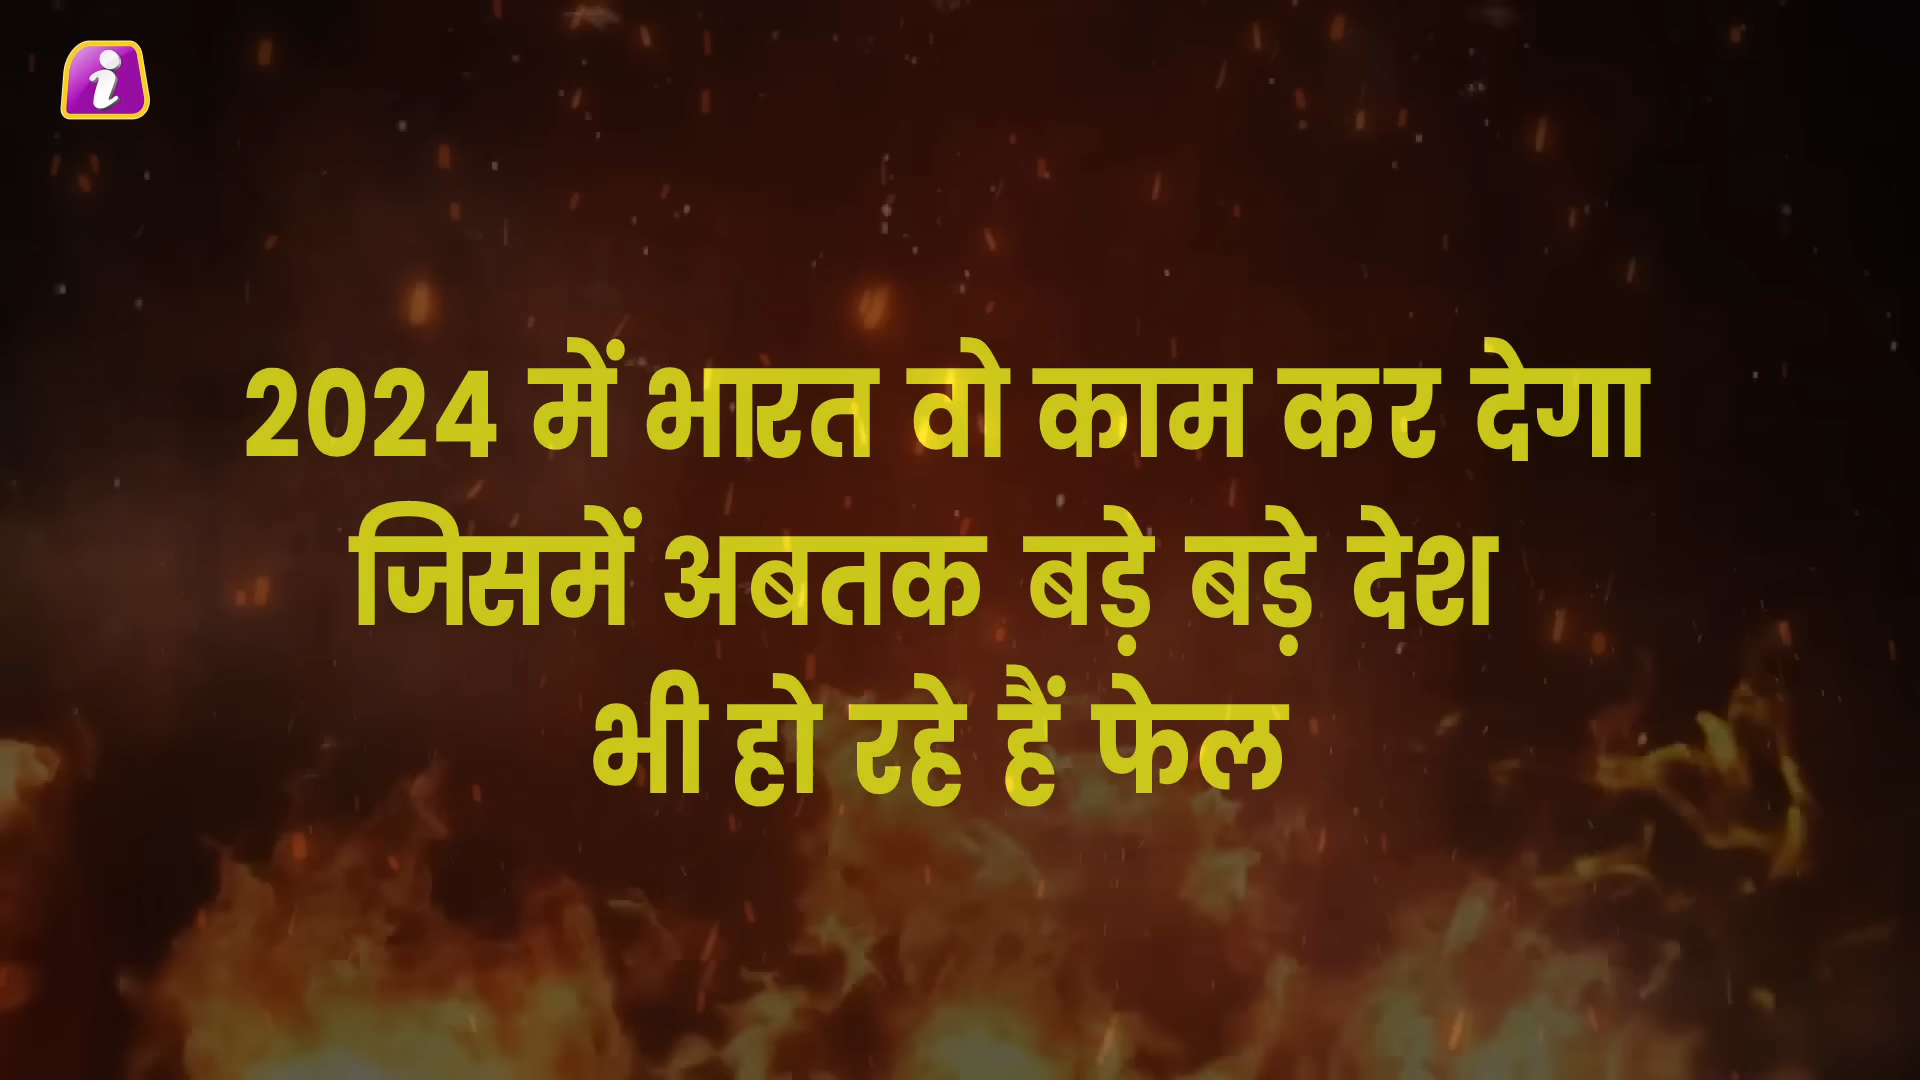 i
2024 में भारत वो काम कर देगा
जिसमें अबतक बड़े बड़े देश
भी हो रहे हैं फेल